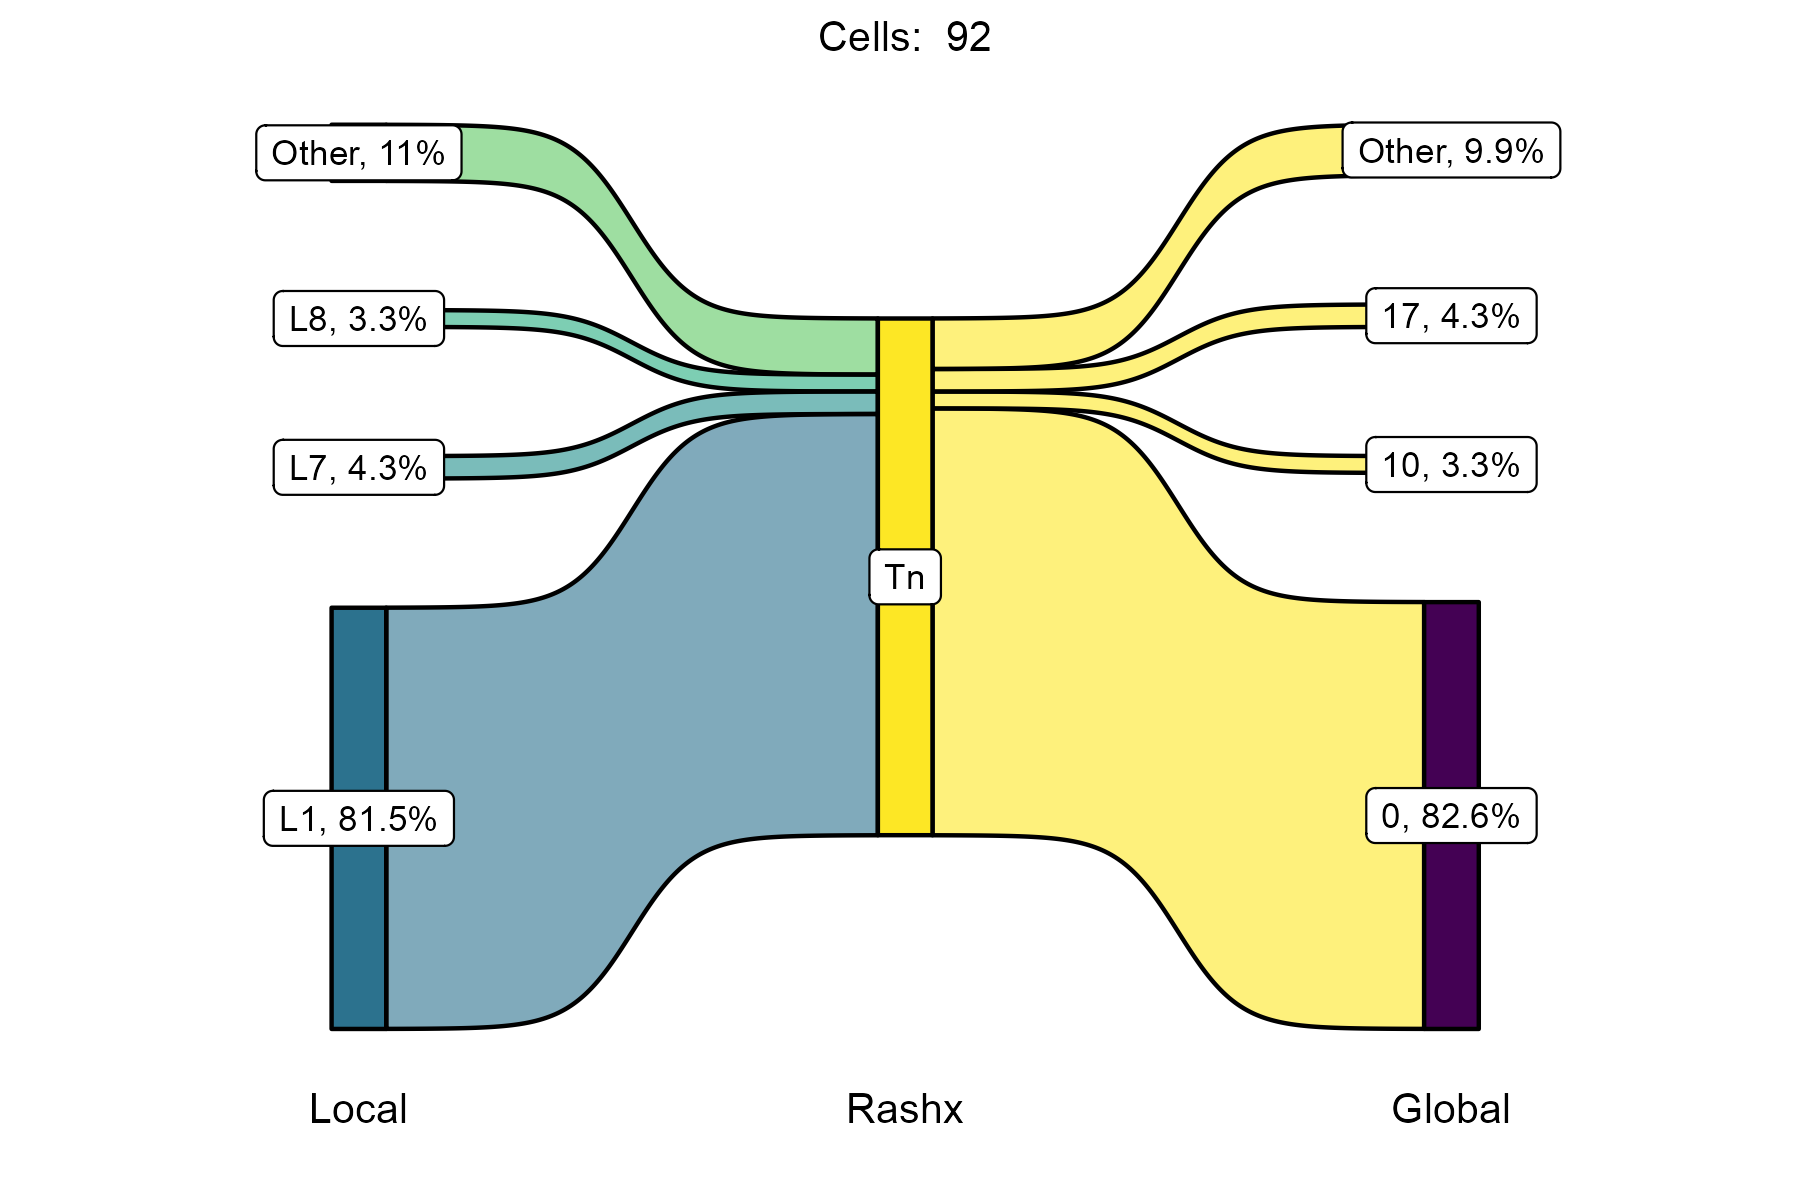 Cells:  92
Other, 11%
Other, 9.9%
L8, 3.3%
17, 4.3%
L7, 4.3%
10, 3.3%
Tn
L1, 81.5%
0, 82.6%
Local
Rashx
Global